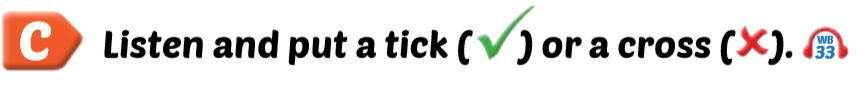 C Listen and put a tick (✓) or a cross (✗). WB 33